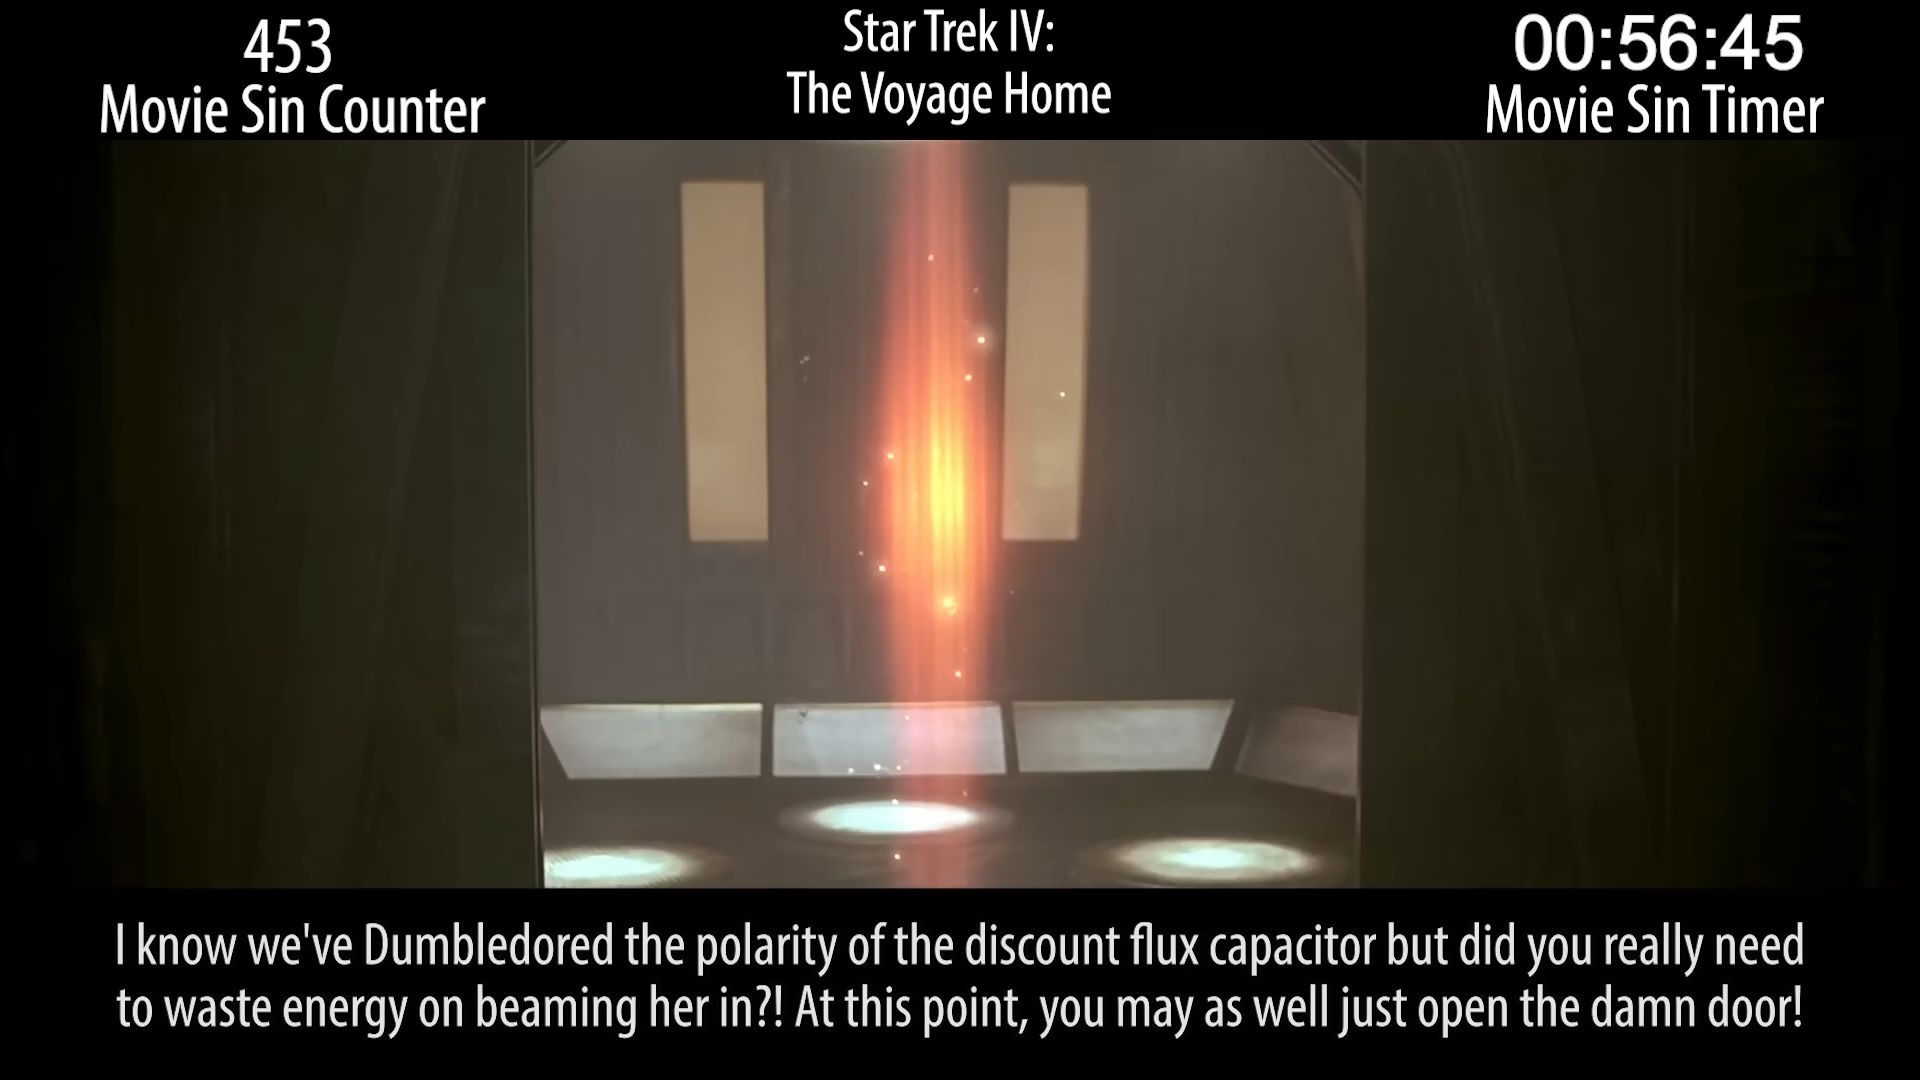 453
Movie Sin Counter
Star Trek IV:
The Voyage Home
00:56:45
Movie Sin Timer
I know we've Dumbledored the polarity of the discount flux capacitor but did you really need
to waste energy on beaming her in?! At this point, you may as well just open the damn door!